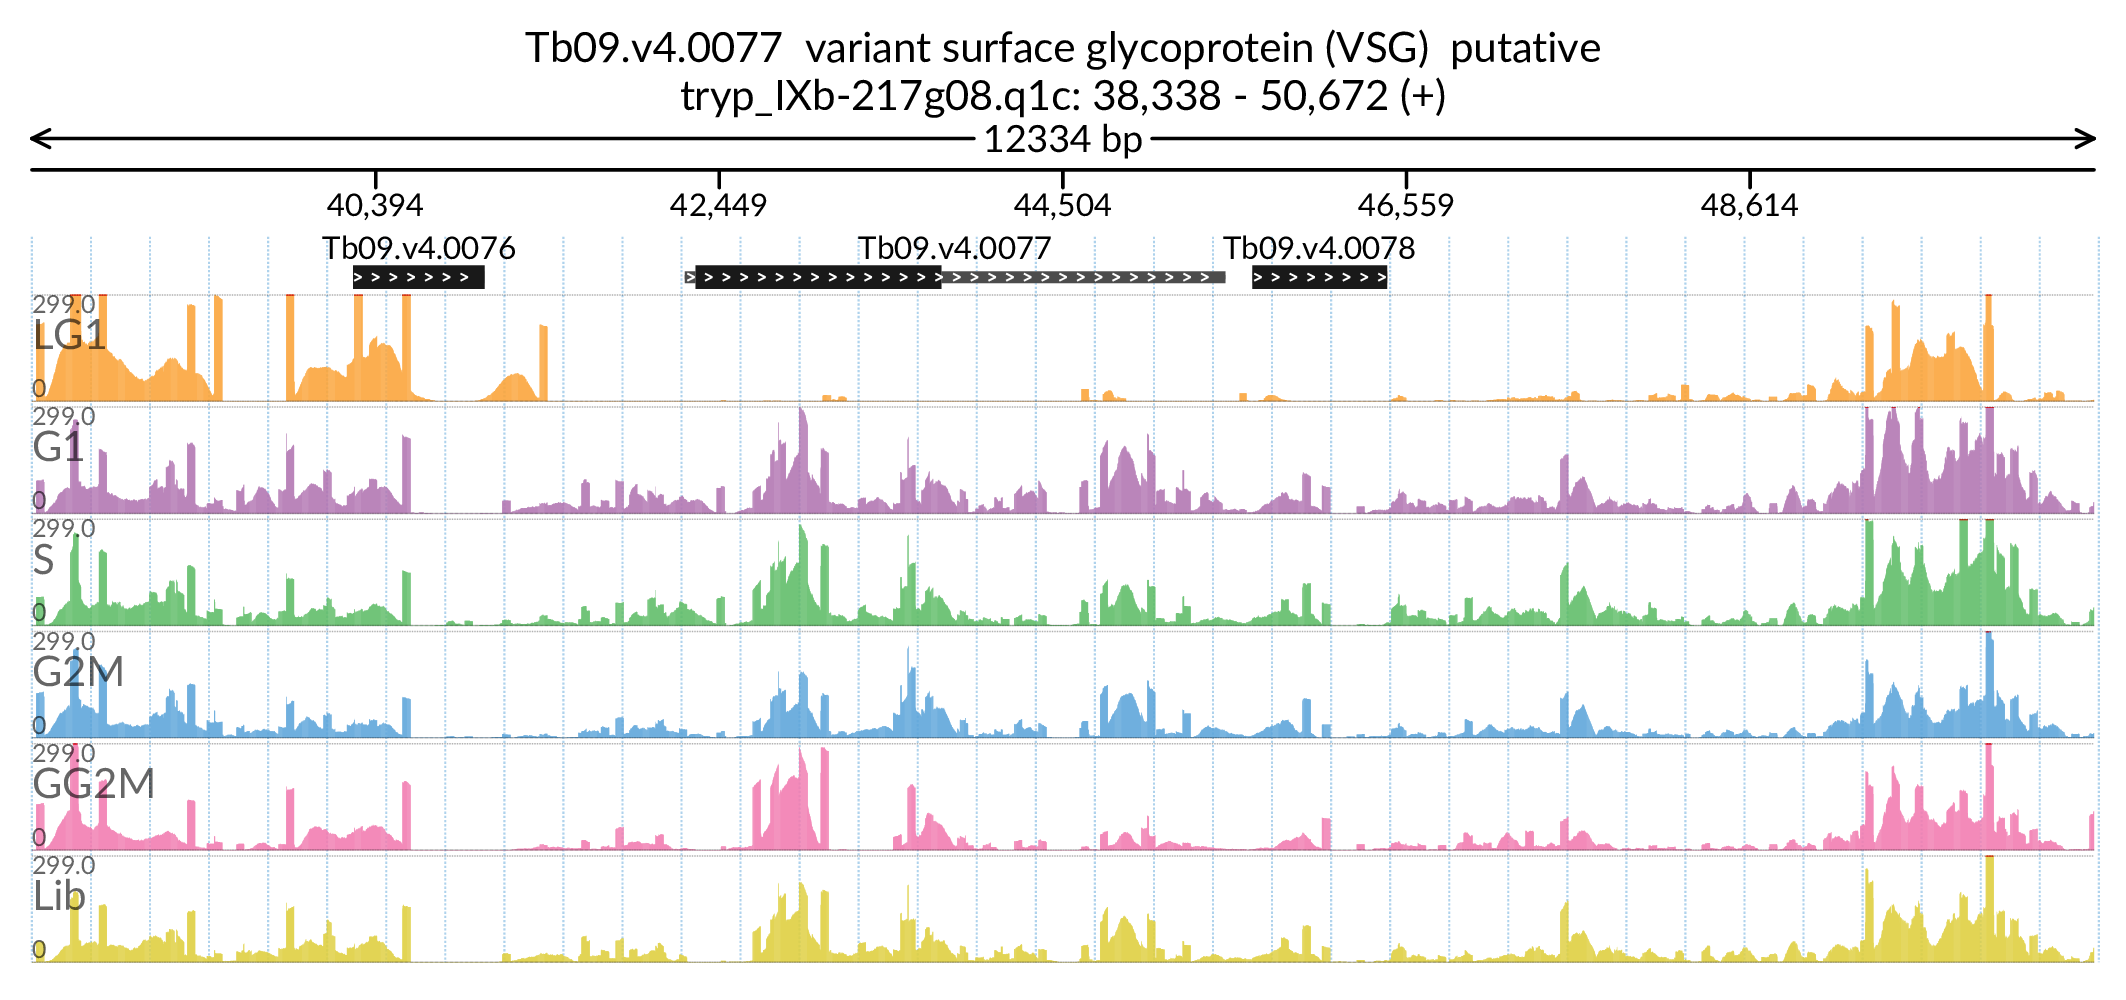 Tb09.v4.0077  variant surface glycoprotein (VSG)  putative
tryp_IXb-217g08.q1c: 38,338 - 50,672 (+)
12334 bp
40,394 42,449 44,504 46,559 48,614
Tb09.v4.0076 Tb09.v4.0077 Tb09.v4.0078
299.0
LG1
0
299.0
G1
0
299.0
S
0
299.0
G2M
0
299.0
GG2M
0
299.0
Lib
0